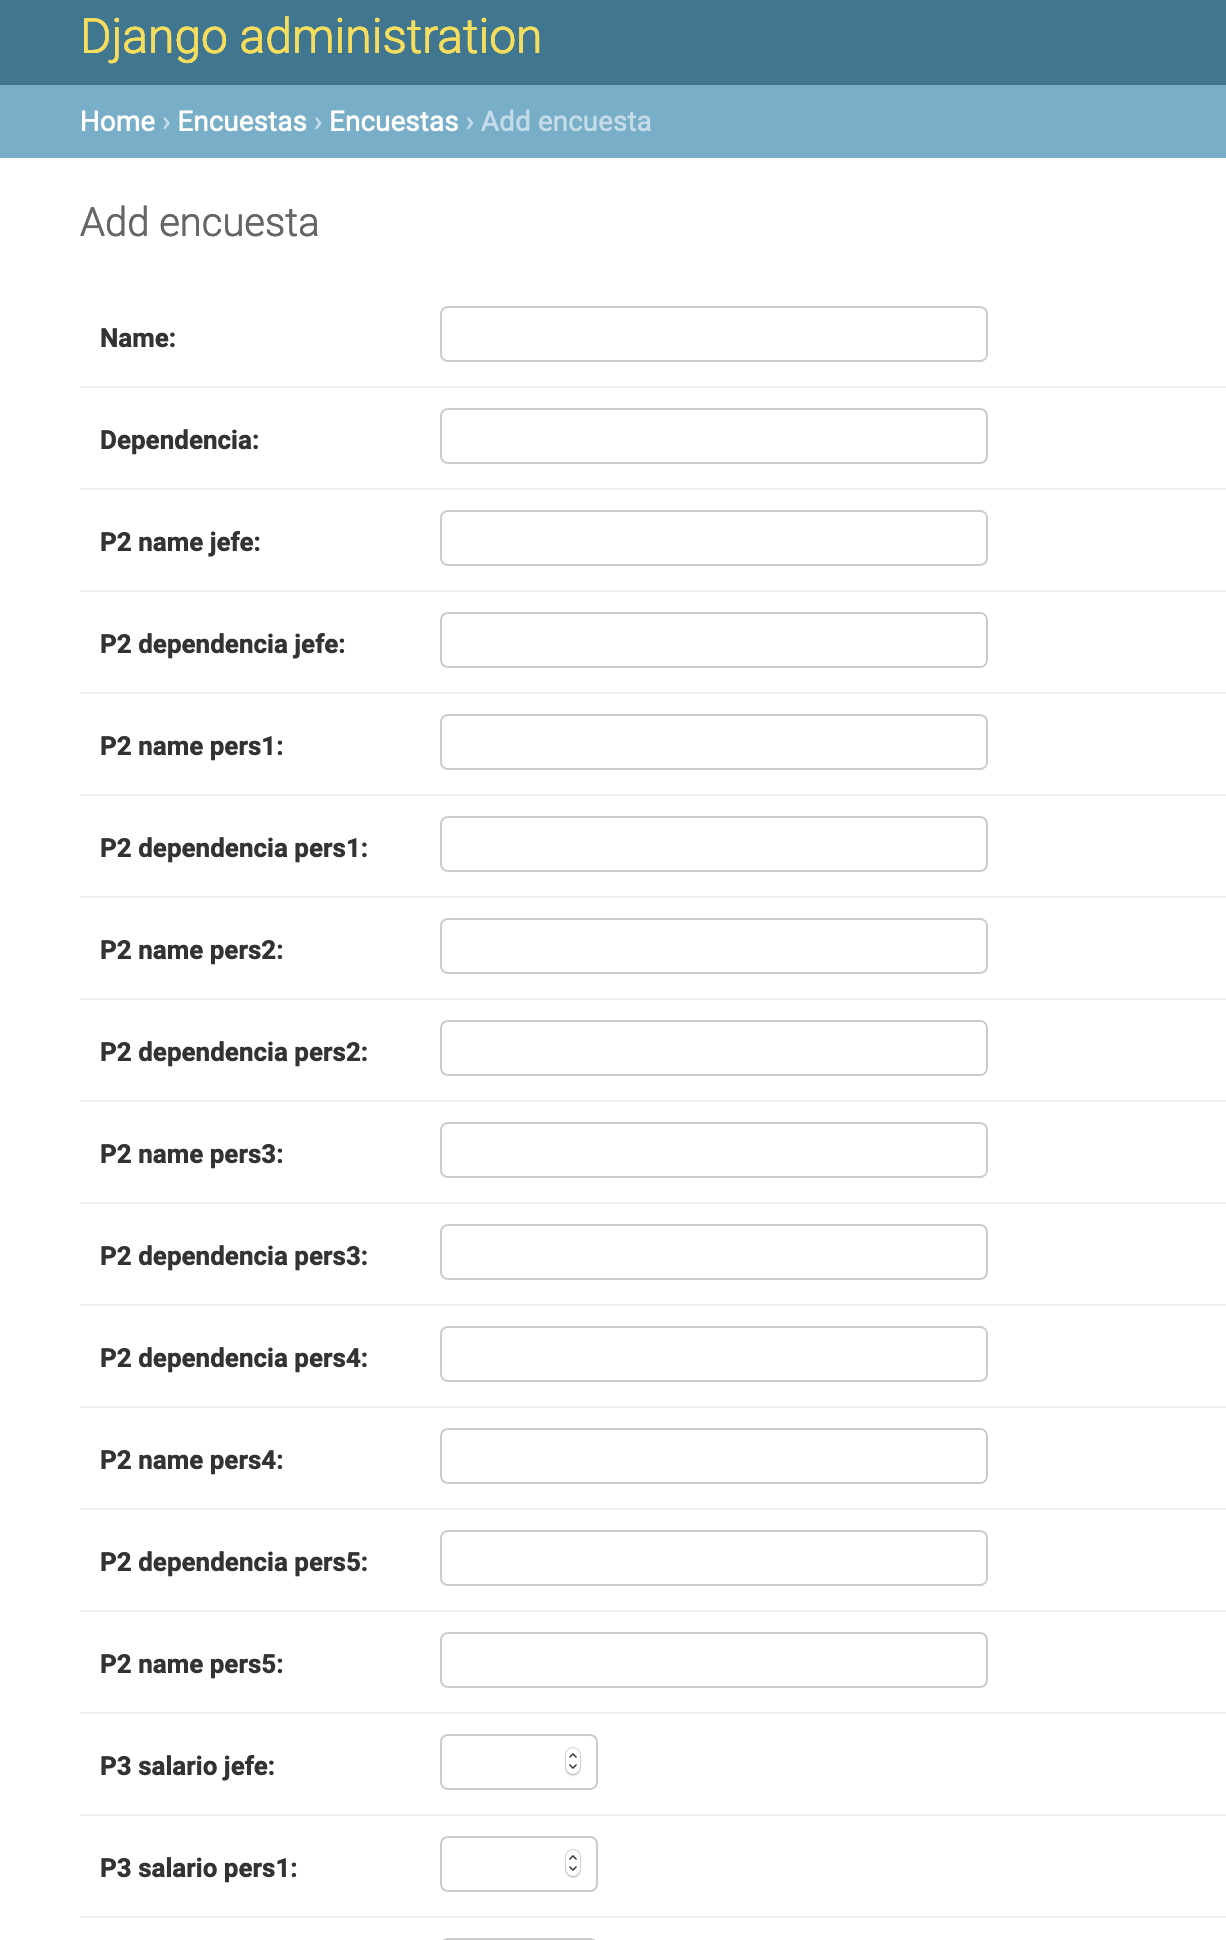 Django administration
Home › Encuestas › Encuestas › Add encuesta
Add encuesta
Name:
Dependencia:
P2 name jefe:
P2 dependencia jefe:
P2 name pers1:
P2 dependencia pers1:
P2 name pers2:
P2 dependencia pers2:
P2 name pers3:
P2 dependencia pers3:
P2 dependencia pers4:
P2 name pers4:
P2 dependencia pers5:
P2 name pers5:
P3 salario jefe:
P3 salario pers1: